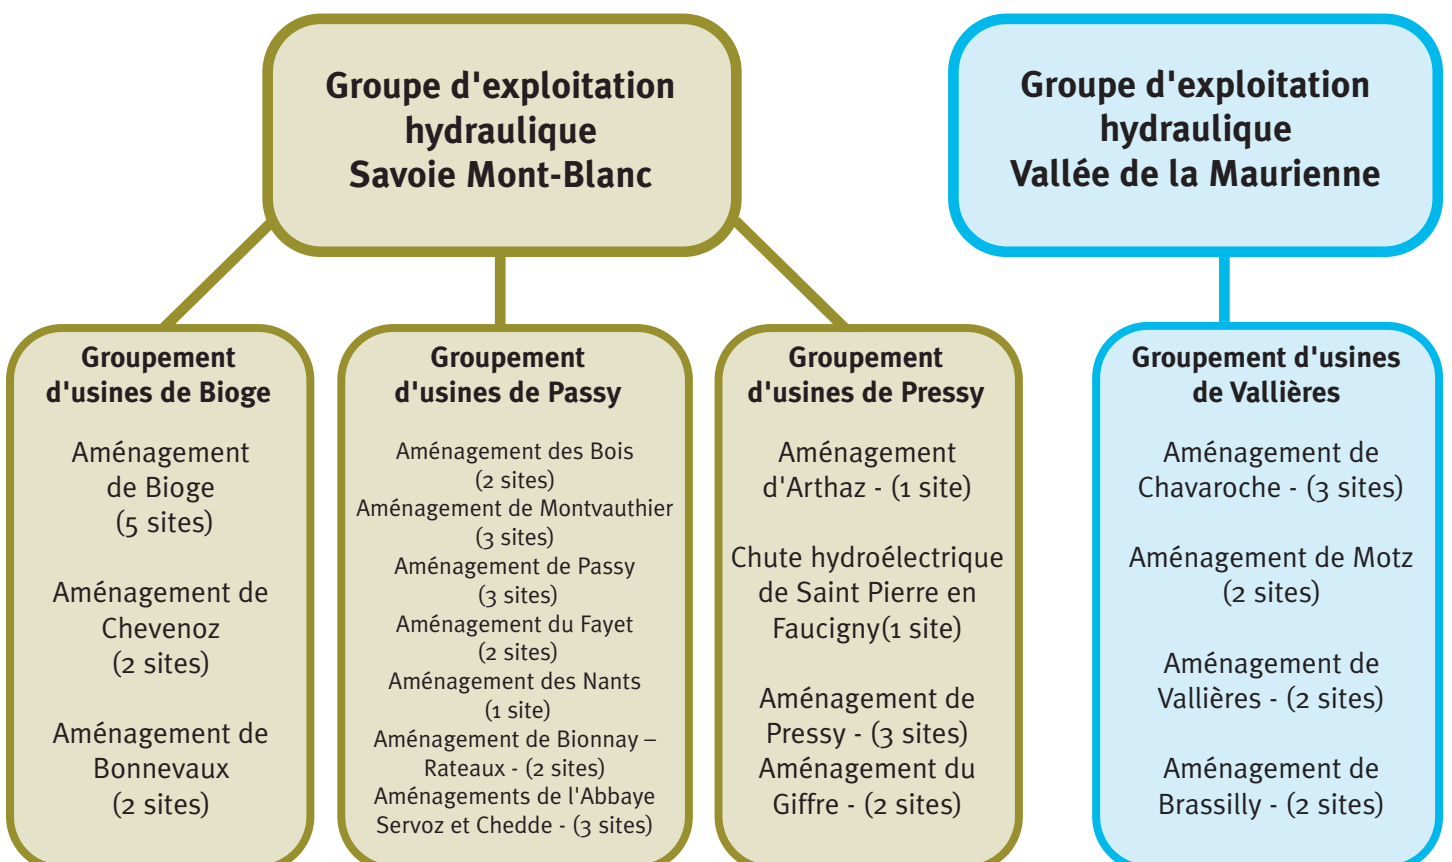 Groupe d'exploitation
hydraulique
Savoie Mont-Blanc
Groupe d'exploitation
hydraulique
Vallée de la Maurienne
Groupement
d'usines de Bioge
Aménagement
de Bioge
(5 sites)
Aménagement de
Chevenoz
(2 sites)
Aménagement de
Bonnevaux
(2 sites)
Groupement
d'usines de Passy
Aménagement des Bois
(2 sites)
Aménagement de Montvauthier
(3 sites)
Aménagement de Passy
(3 sites)
Aménagement du Fayet
(2 sites)
Aménagement des Nants
(1 site)
Aménagement de Bionnay –
Rateaux - (2 sites)
Aménagements de l'Abbaye
Servoz et Chedde - (3 sites)
Groupement
d'usines de Pressy
Aménagement
d'Arthaz - (1 site)
Chute hydroélectrique
de Saint Pierre en
Faucigny(1 site)
Aménagement de
Pressy - (3 sites)
Aménagement du
Giffre - (2 sites)
Groupement d'usines
de Vallières
Aménagement de
Chavaroche - (3 sites)
Aménagement de Motz
(2 sites)
Aménagement de
Vallières - (2 sites)
Aménagement de
Brassilly - (2 sites)